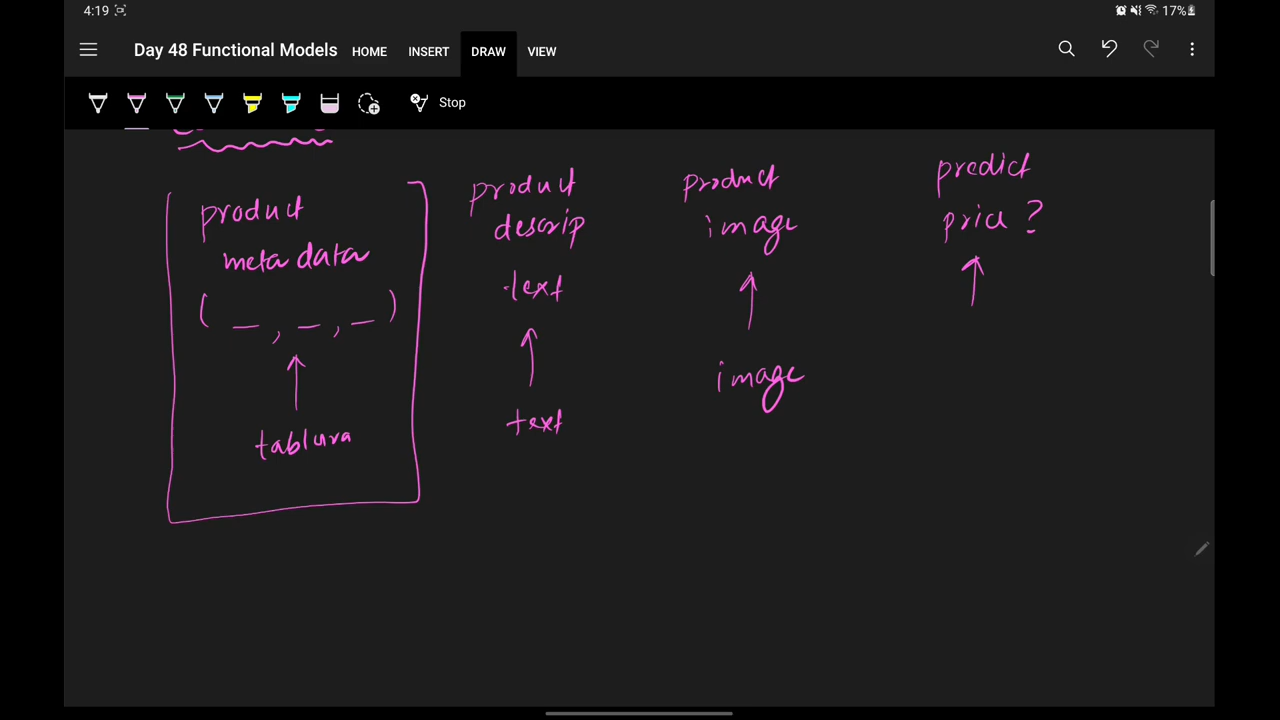 4:19 17%
Day 48 Functional Models HOME INSERT DRAW VIEW
Stop
product
meta data
( _ , _ , _ )
tablura
product
descrip
text
text
product
image
image
predict
price ?